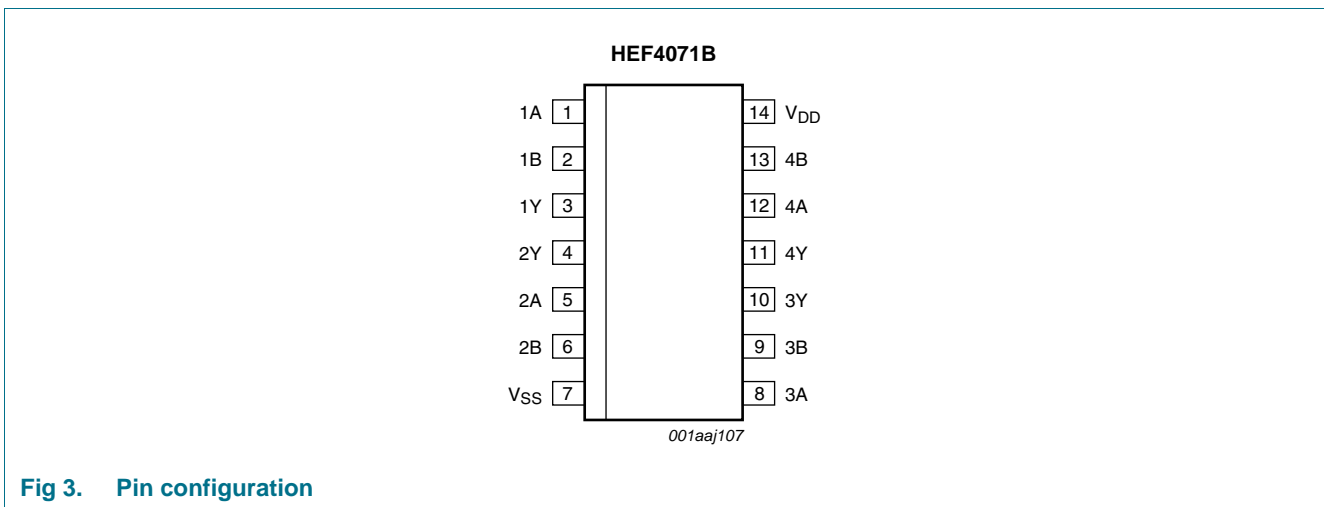 HEF4071B
1A 1 14 VDD
1B 2 13 4B
1Y 3 12 4A
2Y 4 11 4Y
2A 5 10 3Y
2B 6 9 3B
VSS 7 8 3A
001aaj107
Fig 3. Pin configuration